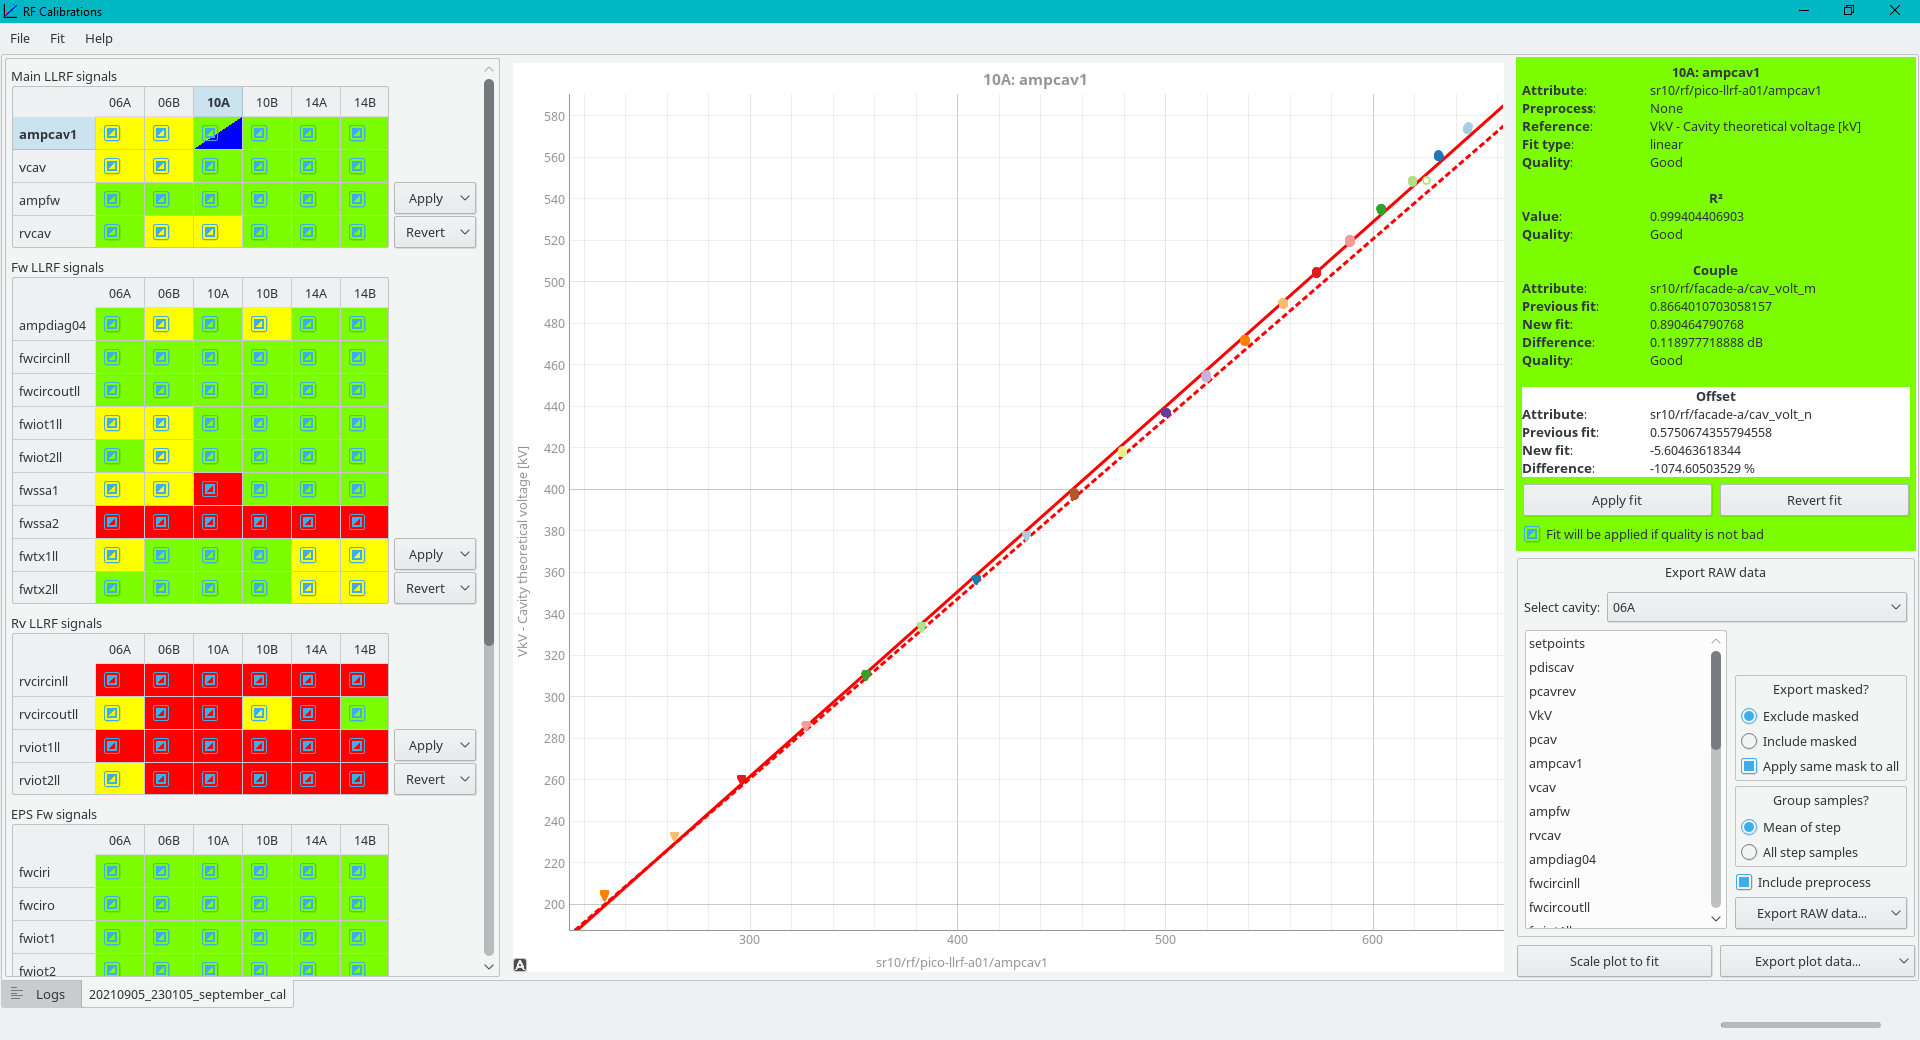 RF Calibrations
File Fit Help
Main LLRF signals
06A 06B 10A 10B 14A 14B
ampcav1
vcav
ampfw
rvcav
Apply
Revert
Fw LLRF signals
06A 06B 10A 10B 14A 14B
ampdiag04
fwcircinll
fwcircoutll
fwiot1ll
fwiot2ll
fwssa1
fwssa2
fwtx1ll
fwtx2ll
Apply
Revert
Rv LLRF signals
06A 06B 10A 10B 14A 14B
rvcircinll
rvcircoutll
rviot1ll
rviot2ll
Apply
Revert
EPS Fw signals
06A 06B 10A 10B 14A 14B
fwciri
fwciro
fwiot1
fwiot2
Logs
20210905_230105_september_cal
10A: ampcav1
VkV - Cavity theoretical voltage [kV]
580
560
540
520
500
480
460
440
420
400
380
360
340
320
300
280
260
240
220
200
300 400 500 600
A
sr10/rf/pico-llrf-a01/ampcav1
10A: ampcav1
Attribute: sr10/rf/pico-llrf-a01/ampcav1
Preprocess: None
Reference: VkV - Cavity theoretical voltage [kV]
Fit type: linear
Quality: Good
R²
Value: 0.999404406903
Quality: Good
Couple
Attribute: sr10/rf/facade-a/cav_volt_m
Previous fit: 0.8664010703058157
New fit: 0.890464790768
Difference: 0.118977718888 dB
Quality: Good
Offset
Attribute: sr10/rf/facade-a/cav_volt_n
Previous fit: 0.5750674355794558
New fit: -5.60463618344
Difference: -1074.60503529 %
Apply fit Revert fit
Fit will be applied if quality is not bad
Export RAW data
Select cavity: 06A
setpoints
pdiscav
pcavrev
VkV
pcav
ampcav1
vcav
ampfw
rvcav
ampdiag04
fwcircinll
fwcircoutll
Export masked?
Exclude masked
Include masked
Apply same mask to all
Group samples?
Mean of step
All step samples
Include preprocess
Export RAW data...
Scale plot to fit Export plot data...